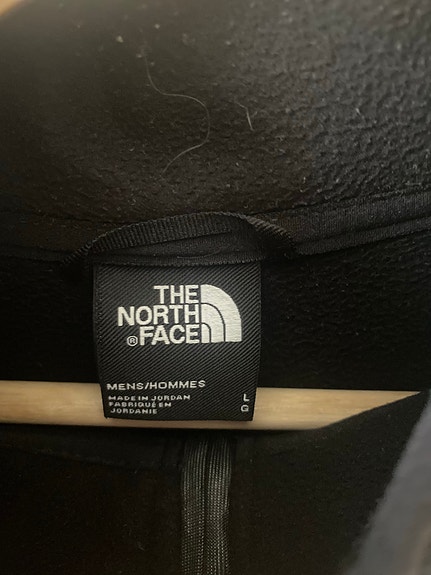 THE
NORTH
®FACE
MENS/HOMMES
MADE IN JORDAN
FABRIQUÉ EN
JORDANIE
L
G